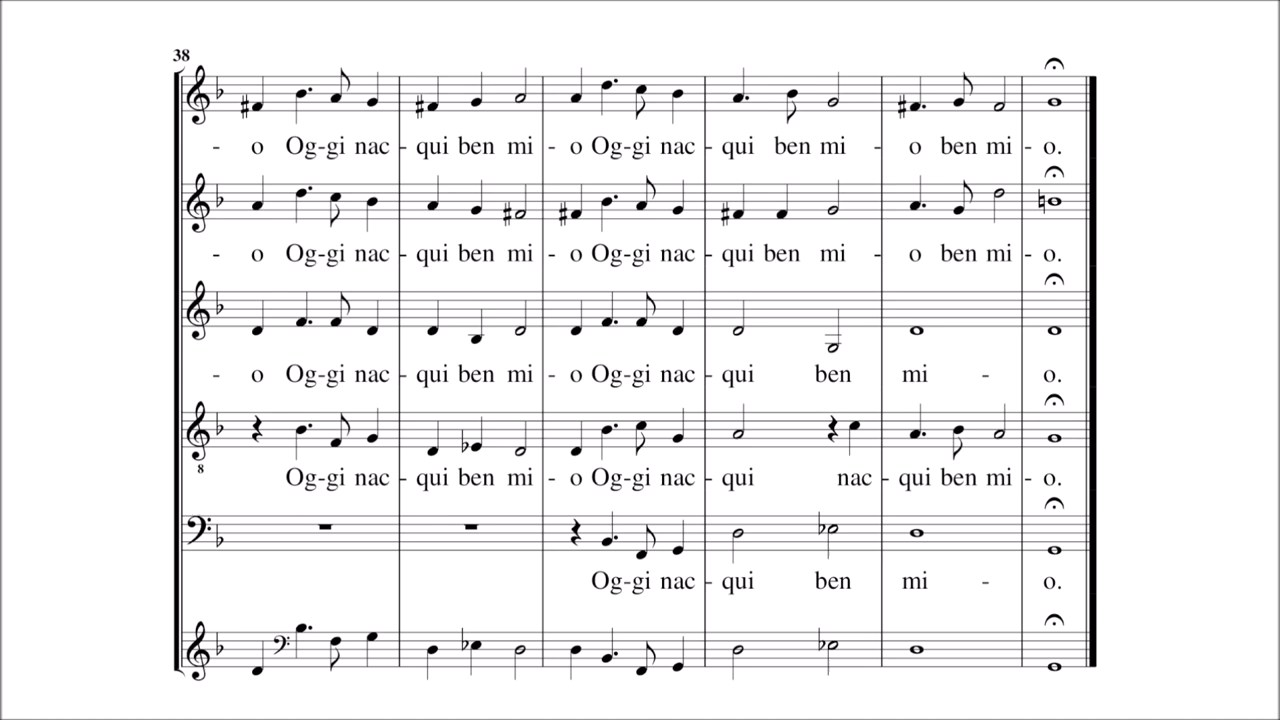 38
- o Og-gi nac - qui ben mi - o Og-gi nac - qui ben mi - o ben mi - o.
- o Og-gi nac - qui ben mi - o Og-gi nac - qui ben mi - o ben mi - o.
- o Og-gi nac - qui ben mi - o Og-gi nac - qui ben mi - o.
8
Og-gi nac - qui ben mi - o Og-gi nac - qui nac - qui ben mi - o.
Og-gi nac - qui ben mi - o.